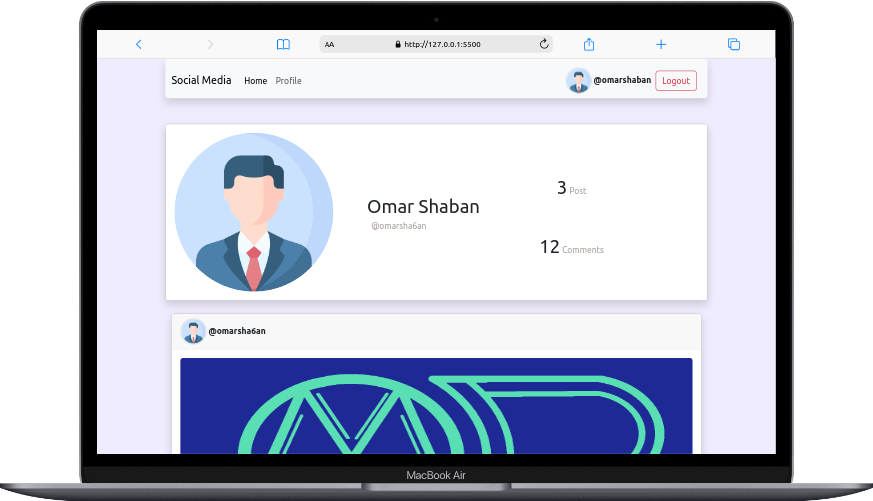 AA http://127.0.0.1:5500
Social Media Home Profile @omarshaban Logout
3 Post
Omar Shaban
@omarsha6an
12 Comments
@omarsha6an
MacBook Air